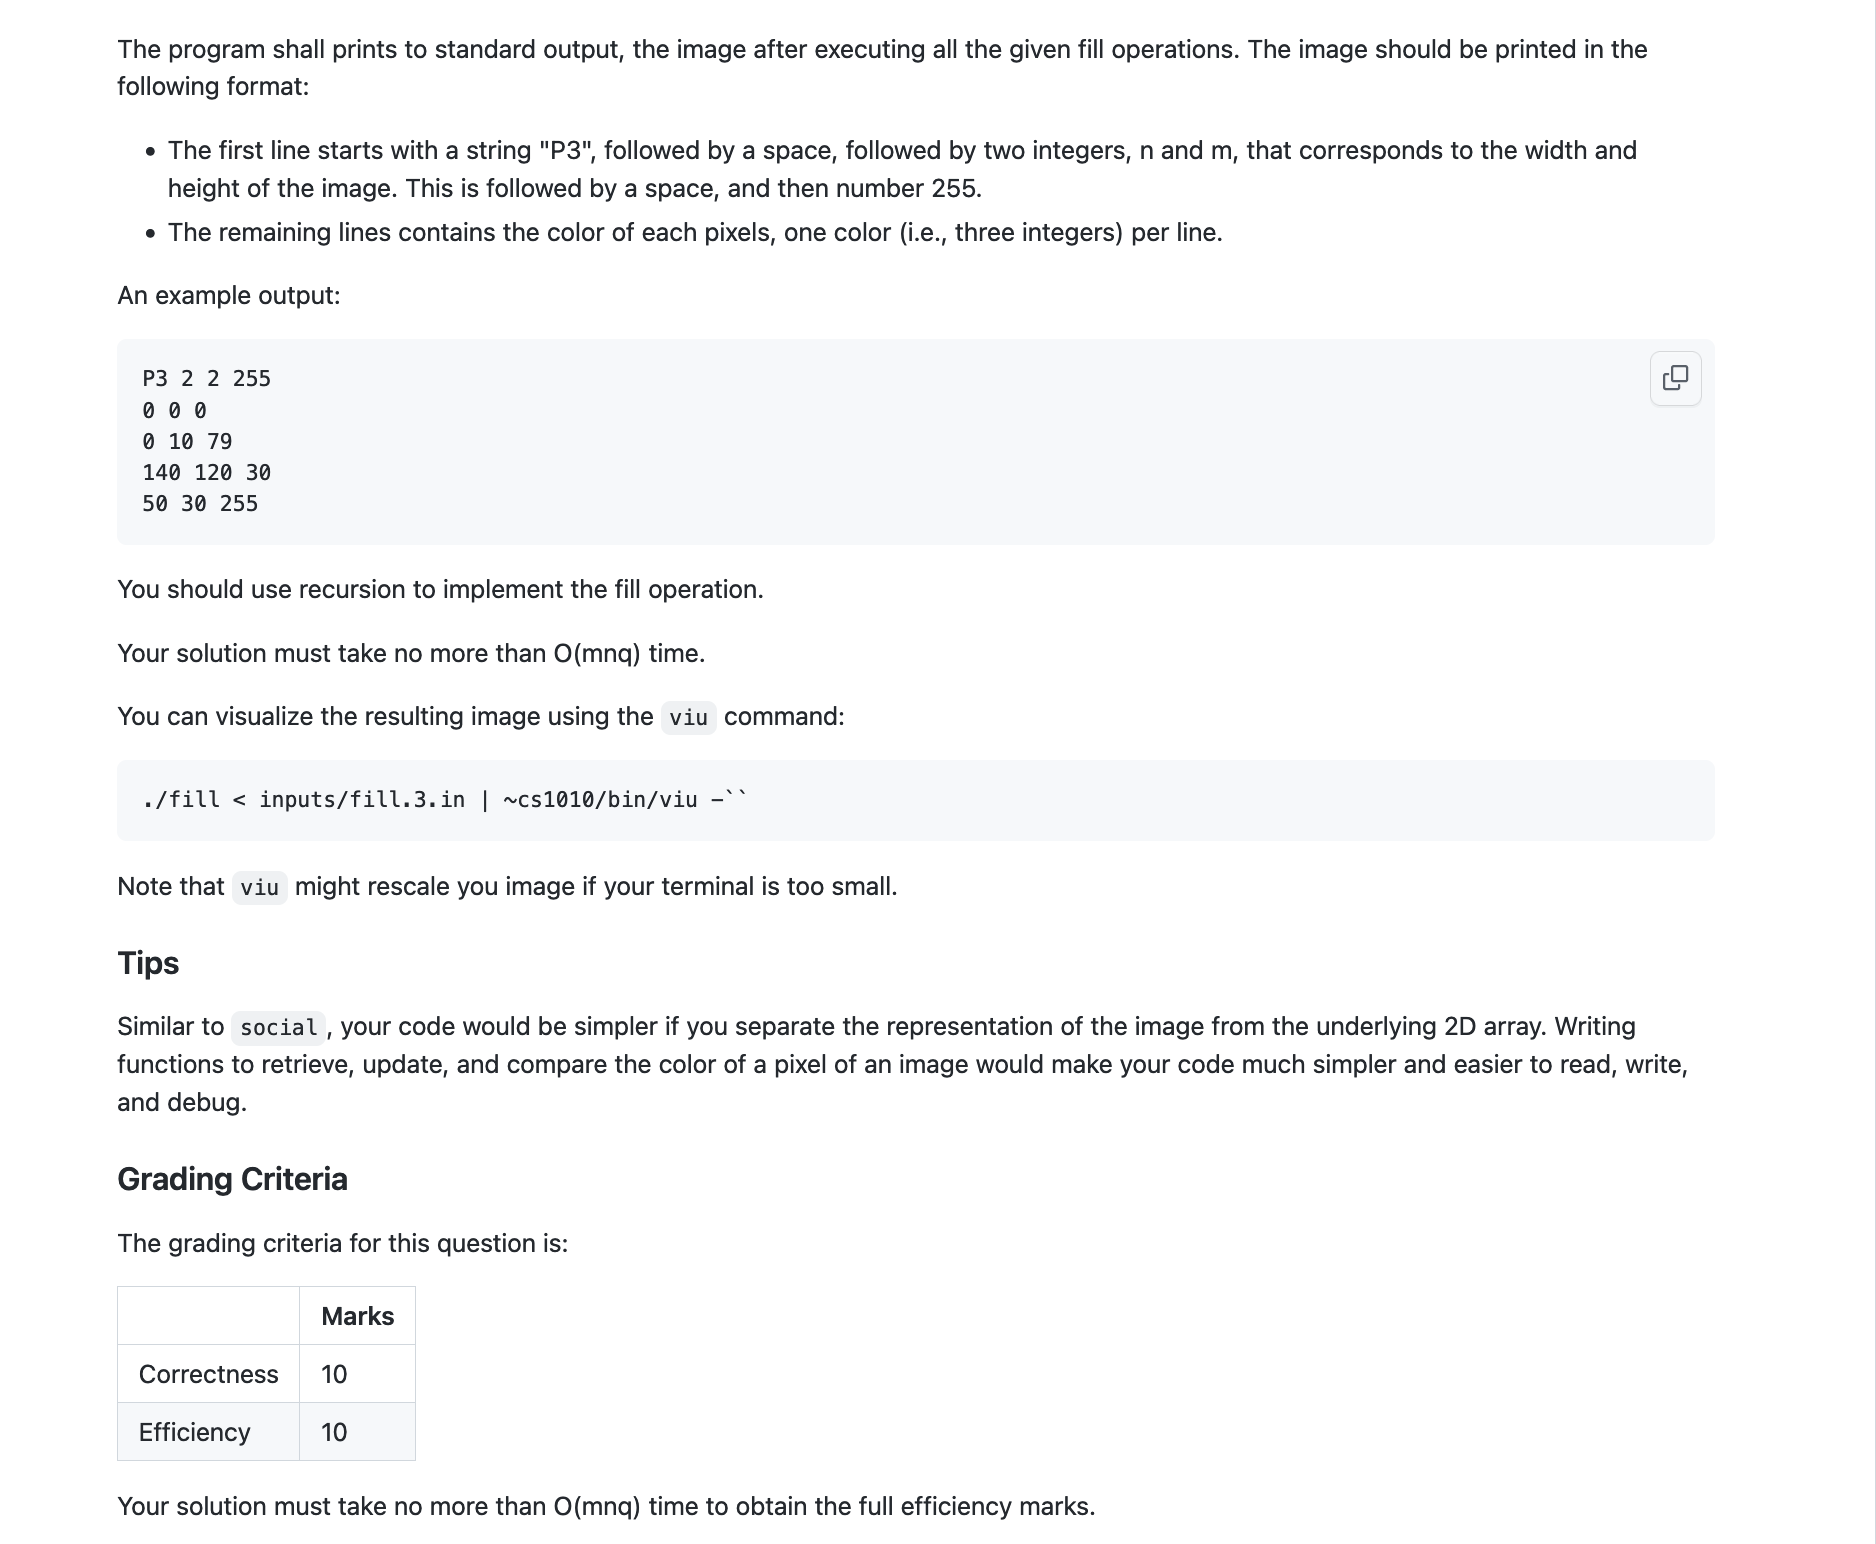 The program shall prints to standard output, the image after executing all the given fill operations. The image should be printed in the
following format:
• The first line starts with a string "P3", followed by a space, followed by two integers, n and m, that corresponds to the width and
height of the image. This is followed by a space, and then number 255.
• The remaining lines contains the color of each pixels, one color (i.e., three integers) per line.
An example output:
P3 2 2 255
0 0 0
0 10 79
140 120 30
50 30 255
You should use recursion to implement the fill operation.
Your solution must take no more than O(mnq) time.
You can visualize the resulting image using the viu command:
./fill < inputs/fill.3.in | ~cs1010/bin/viu -``
Note that viu might rescale you image if your terminal is too small.
Tips
Similar to social, your code would be simpler if you separate the representation of the image from the underlying 2D array. Writing
functions to retrieve, update, and compare the color of a pixel of an image would make your code much simpler and easier to read, write,
and debug.
Grading Criteria
The grading criteria for this question is:
Marks
Correctness 10
Efficiency 10
Your solution must take no more than O(mnq) time to obtain the full efficiency marks.